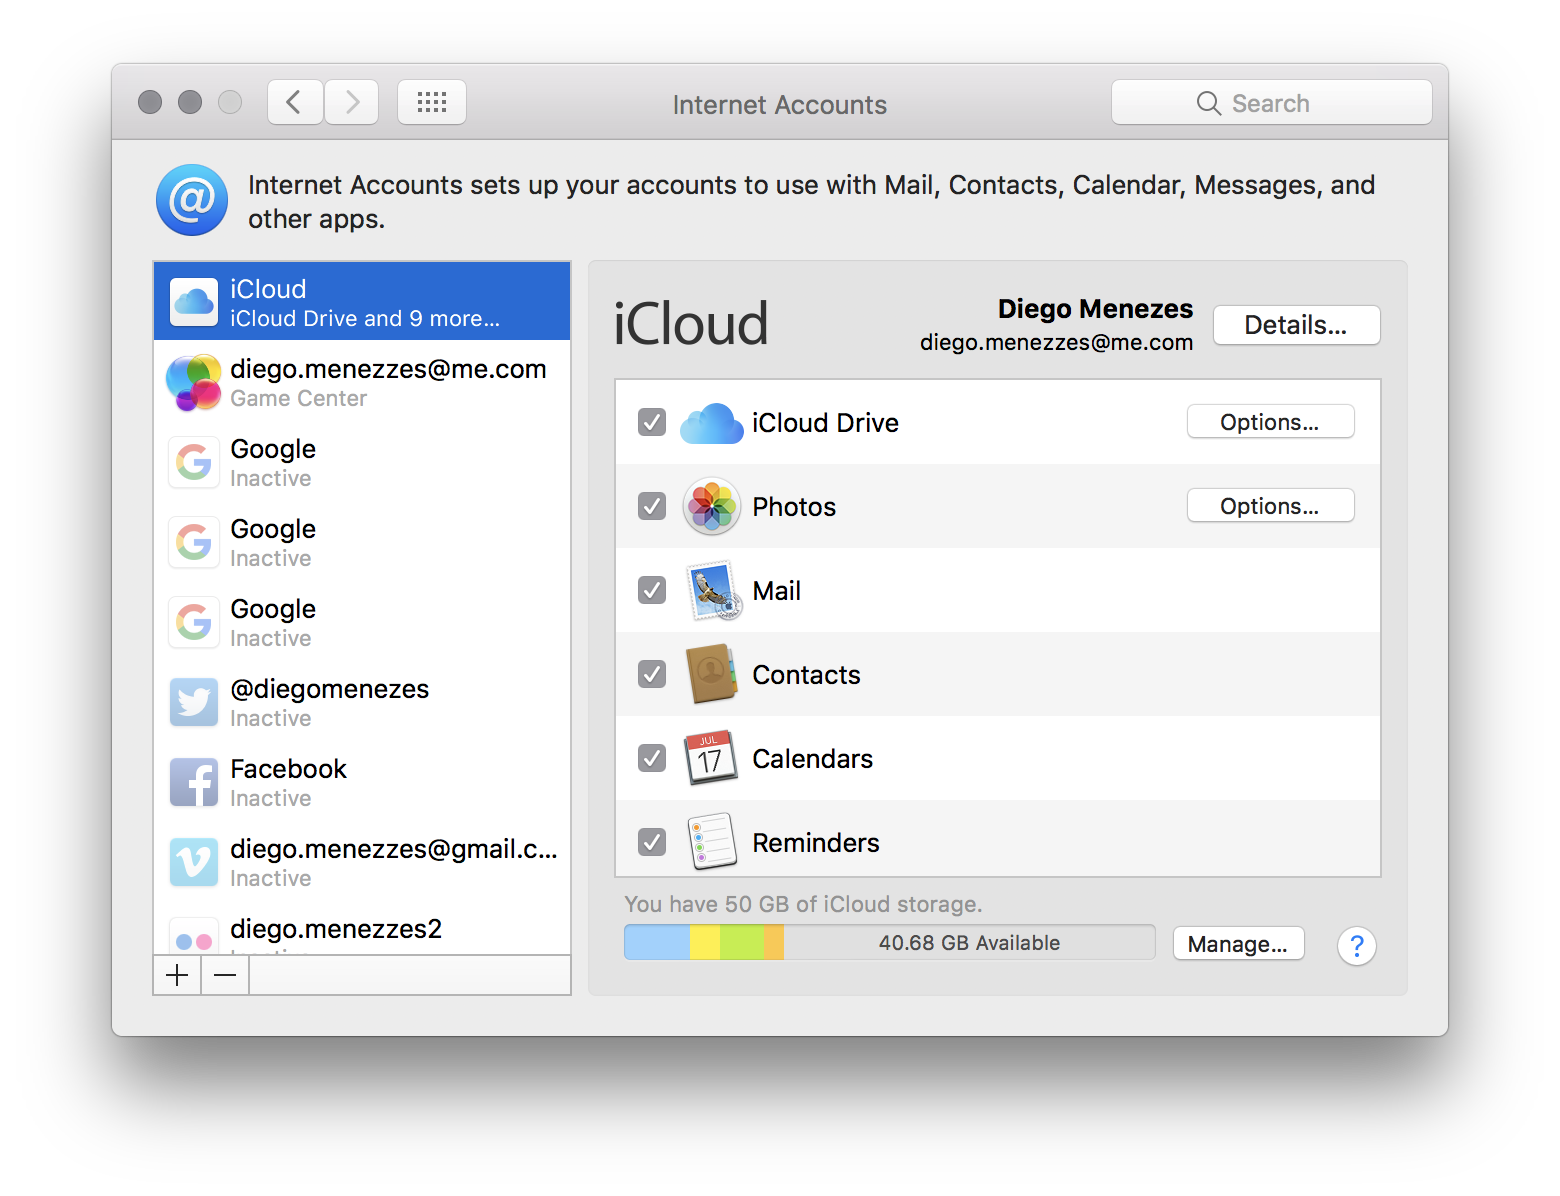 Internet Accounts
Search
Internet Accounts sets up your accounts to use with Mail, Contacts, Calendar, Messages, and
other apps.
iCloud
iCloud Drive and 9 more...
diego.menezzes@me.com
Game Center
Google
Inactive
Google
Inactive
Google
Inactive
@diegomenezes
Inactive
Facebook
Inactive
diego.menezzes@gmail.c...
Inactive
diego.menezzes2
iCloud
Diego Menezes
diego.menezzes@me.com
Details...
iCloud Drive
Options...
Photos
Options...
Mail
Contacts
JUL
17
Calendars
Reminders
You have 50 GB of iCloud storage.
40.68 GB Available
Manage...
?